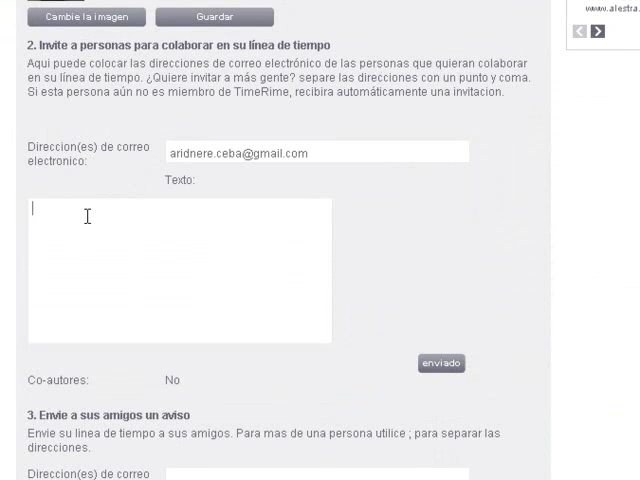 www.alestra.
Cambie la imagen
Guardar
2. Invite a personas para colaborar en su línea de tiempo
Aqui puede colocar las direcciones de correo electrónico de las personas que quieran colaborar
en su línea de tiempo. ¿Quiere invitar a más gente? separe las direcciones con un punto y coma.
Si esta persona aún no es miembro de TimeRime, recibira automáticamente una invitacion.
Direccion(es) de correo
electronico:
aridnere.ceba@gmail.com
Texto:
enviado
Co-autores:
No
3. Envie a sus amigos un aviso
Envie su linea de tiempo a sus amigos. Para mas de una persona utilice ; para separar las
direcciones.
Direccion(es) de correo